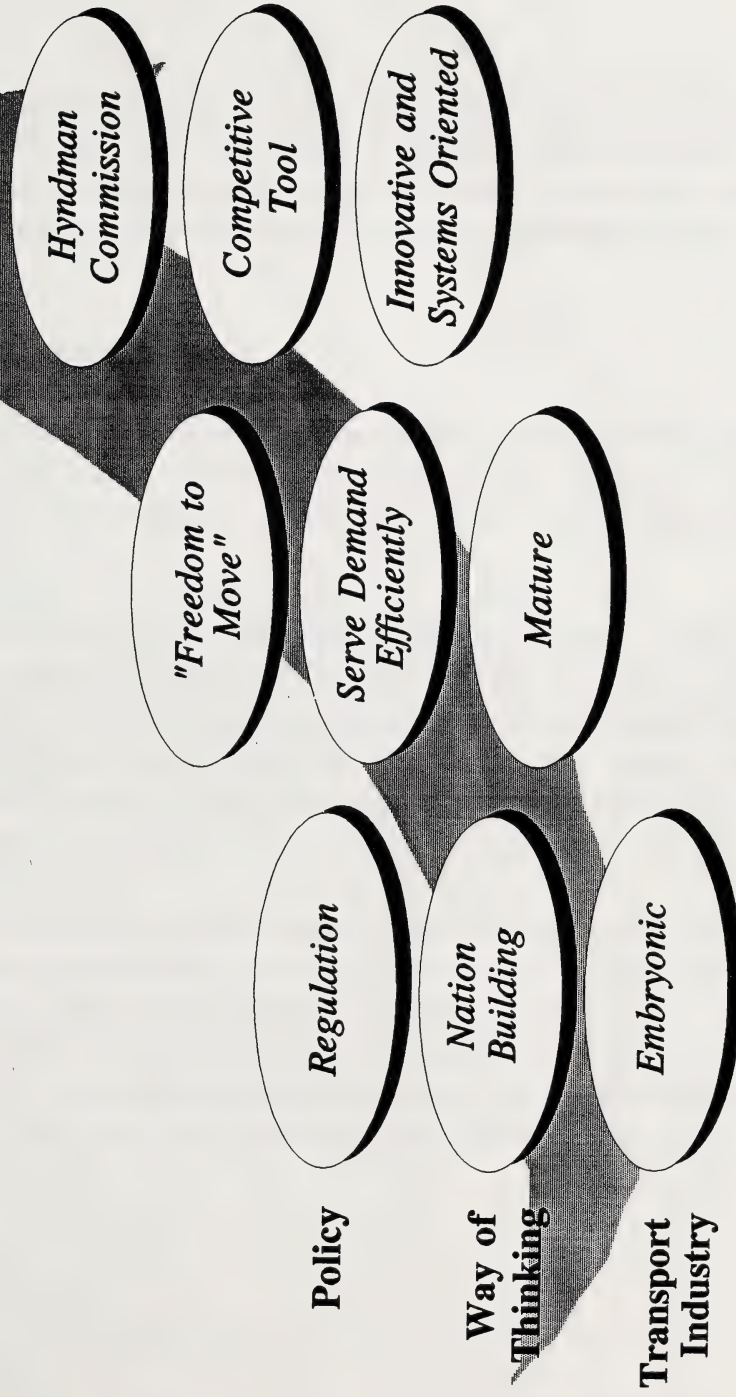 Policy
Regulation
"Freedom to
Move"
Hyndman
Commission
Way of
Thinking
Nation
Building
Serve Demand
Efficiently
Competitive
Tool
Transport
Industry
Embryonic
Mature
Innovative and
Systems Oriented